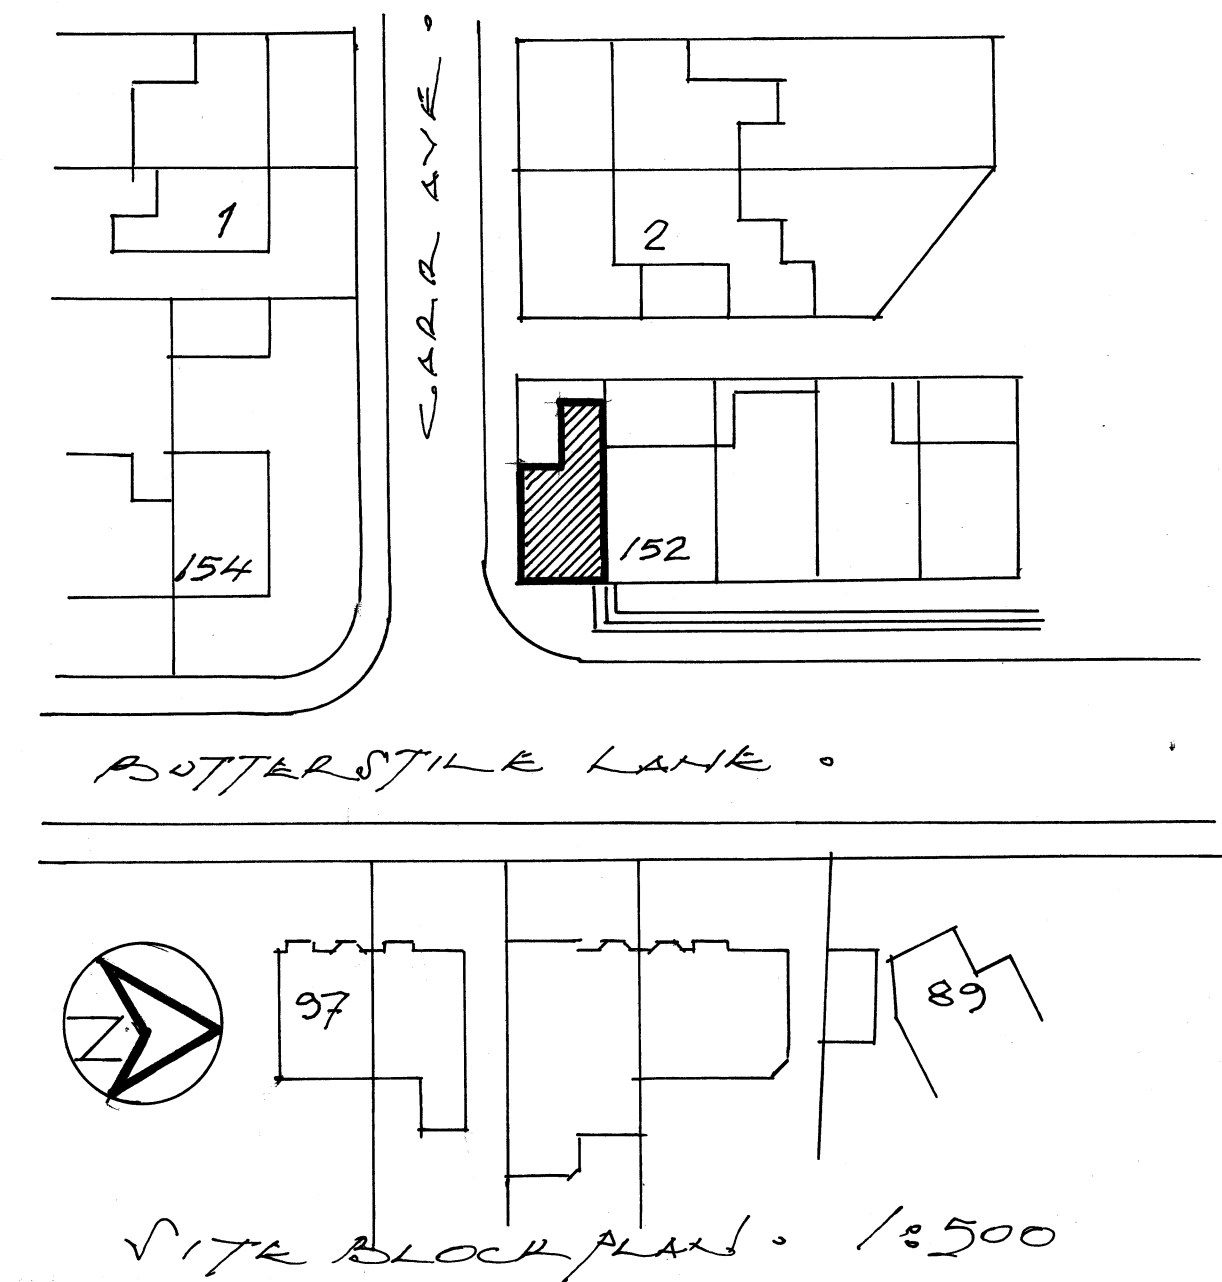 CARR AVE.
1
2
154
152
BUTTERSTILE LANE.
97
89
N
SITE BLOCK PLAN. 1:500